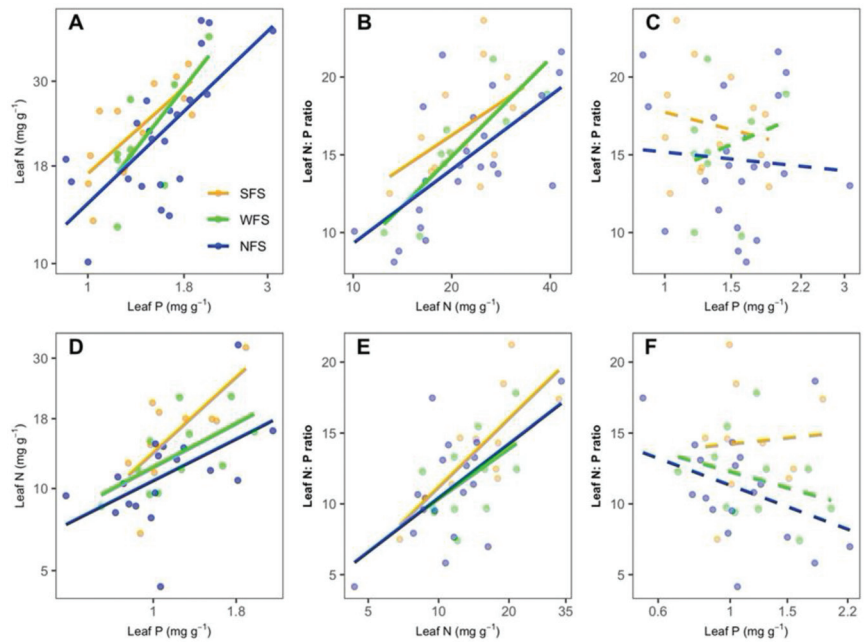 A
Leaf N (mg g⁻¹)
30
18
10
SFS
WFS
NFS
1 1.8 3
Leaf P (mg g⁻¹)
B
Leaf N: P ratio
20
15
10
10 20 40
Leaf N (mg g⁻¹)
C
Leaf N: P ratio
20
15
10
1 1.5 2.2 3
Leaf P (mg g⁻¹)
D
Leaf N (mg g⁻¹)
30
18
10
5
1 1.8
Leaf P (mg g⁻¹)
E
Leaf N: P ratio
20
15
10
5
5 10 20 35
Leaf N (mg g⁻¹)
F
Leaf N: P ratio
20
15
10
5
0.6 1 1.5 2.2
Leaf P (mg g⁻¹)